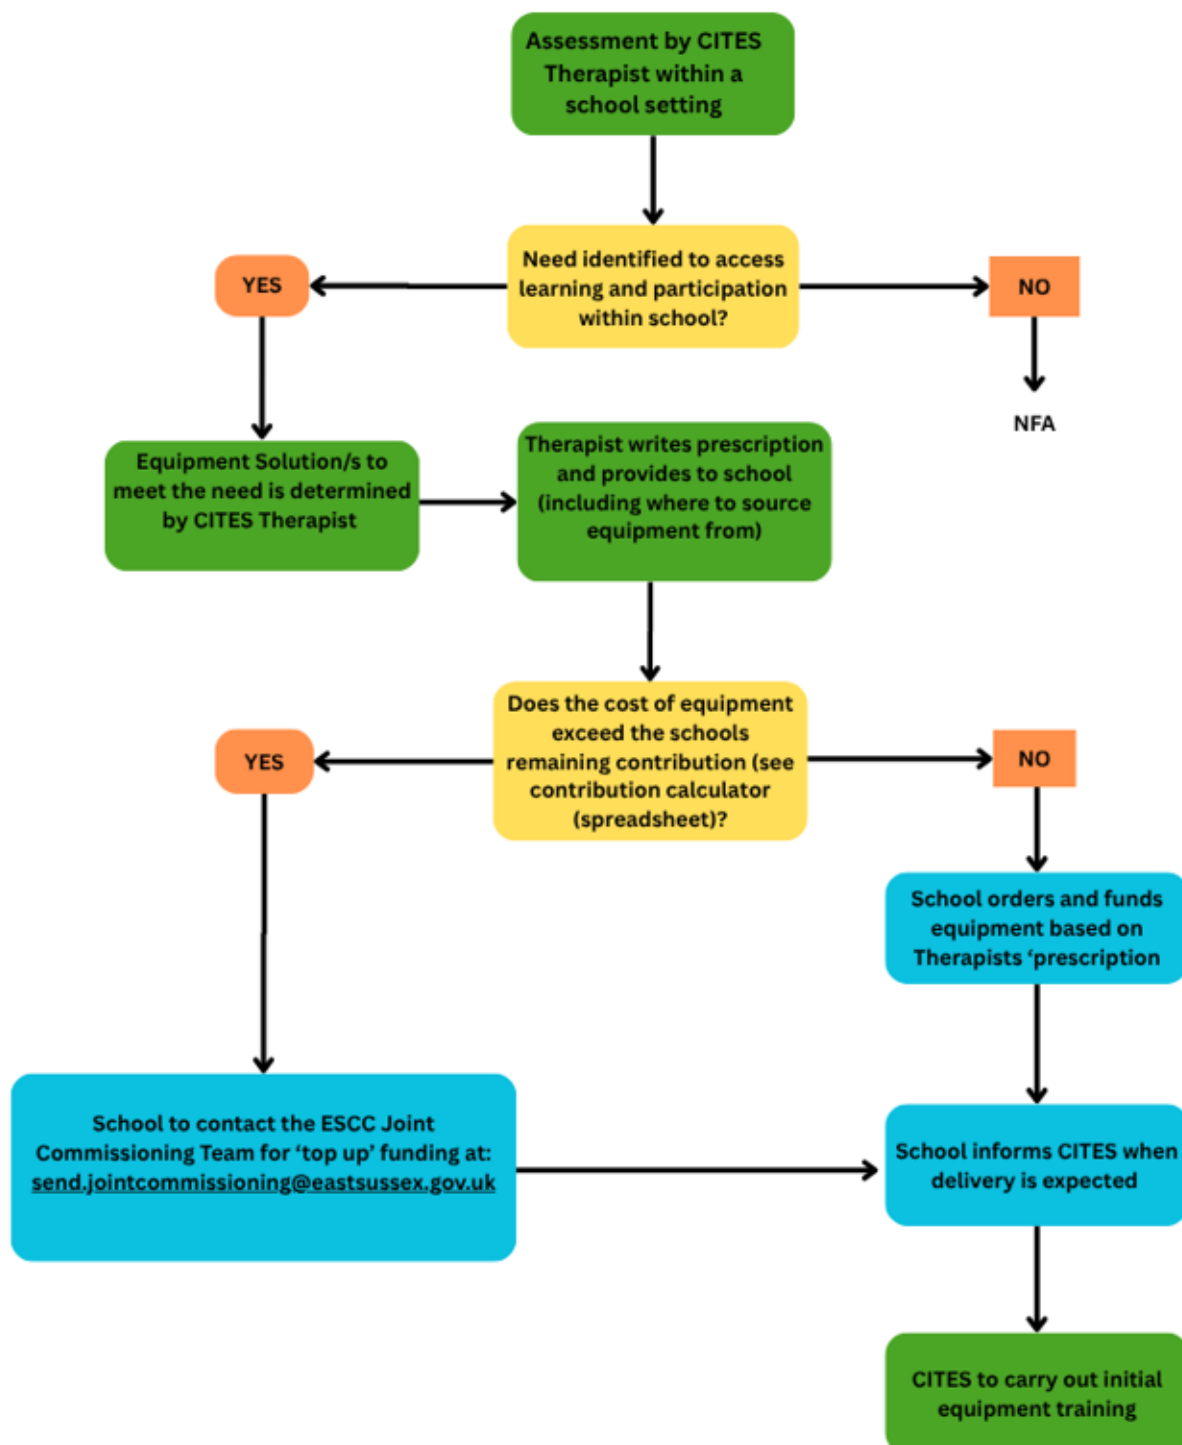 Assessment by CITES
Therapist within a
school setting
Need identified to access
learning and participation
within school?
YES
NO
NFA
Equipment Solution/s to
meet the need is determined
by CITES Therapist
Therapist writes prescription
and provides to school
(including where to source
equipment from)
Does the cost of equipment
exceed the schools
remaining contribution (see
contribution calculator
(spreadsheet)?
YES
NO
School orders and funds
equipment based on
Therapists ‘prescription
School to contact the ESCC Joint
Commissioning Team for ‘top up’ funding at:
send.jointcommissioning@eastsussex.gov.uk
School informs CITES when
delivery is expected
CITES to carry out initial
equipment training